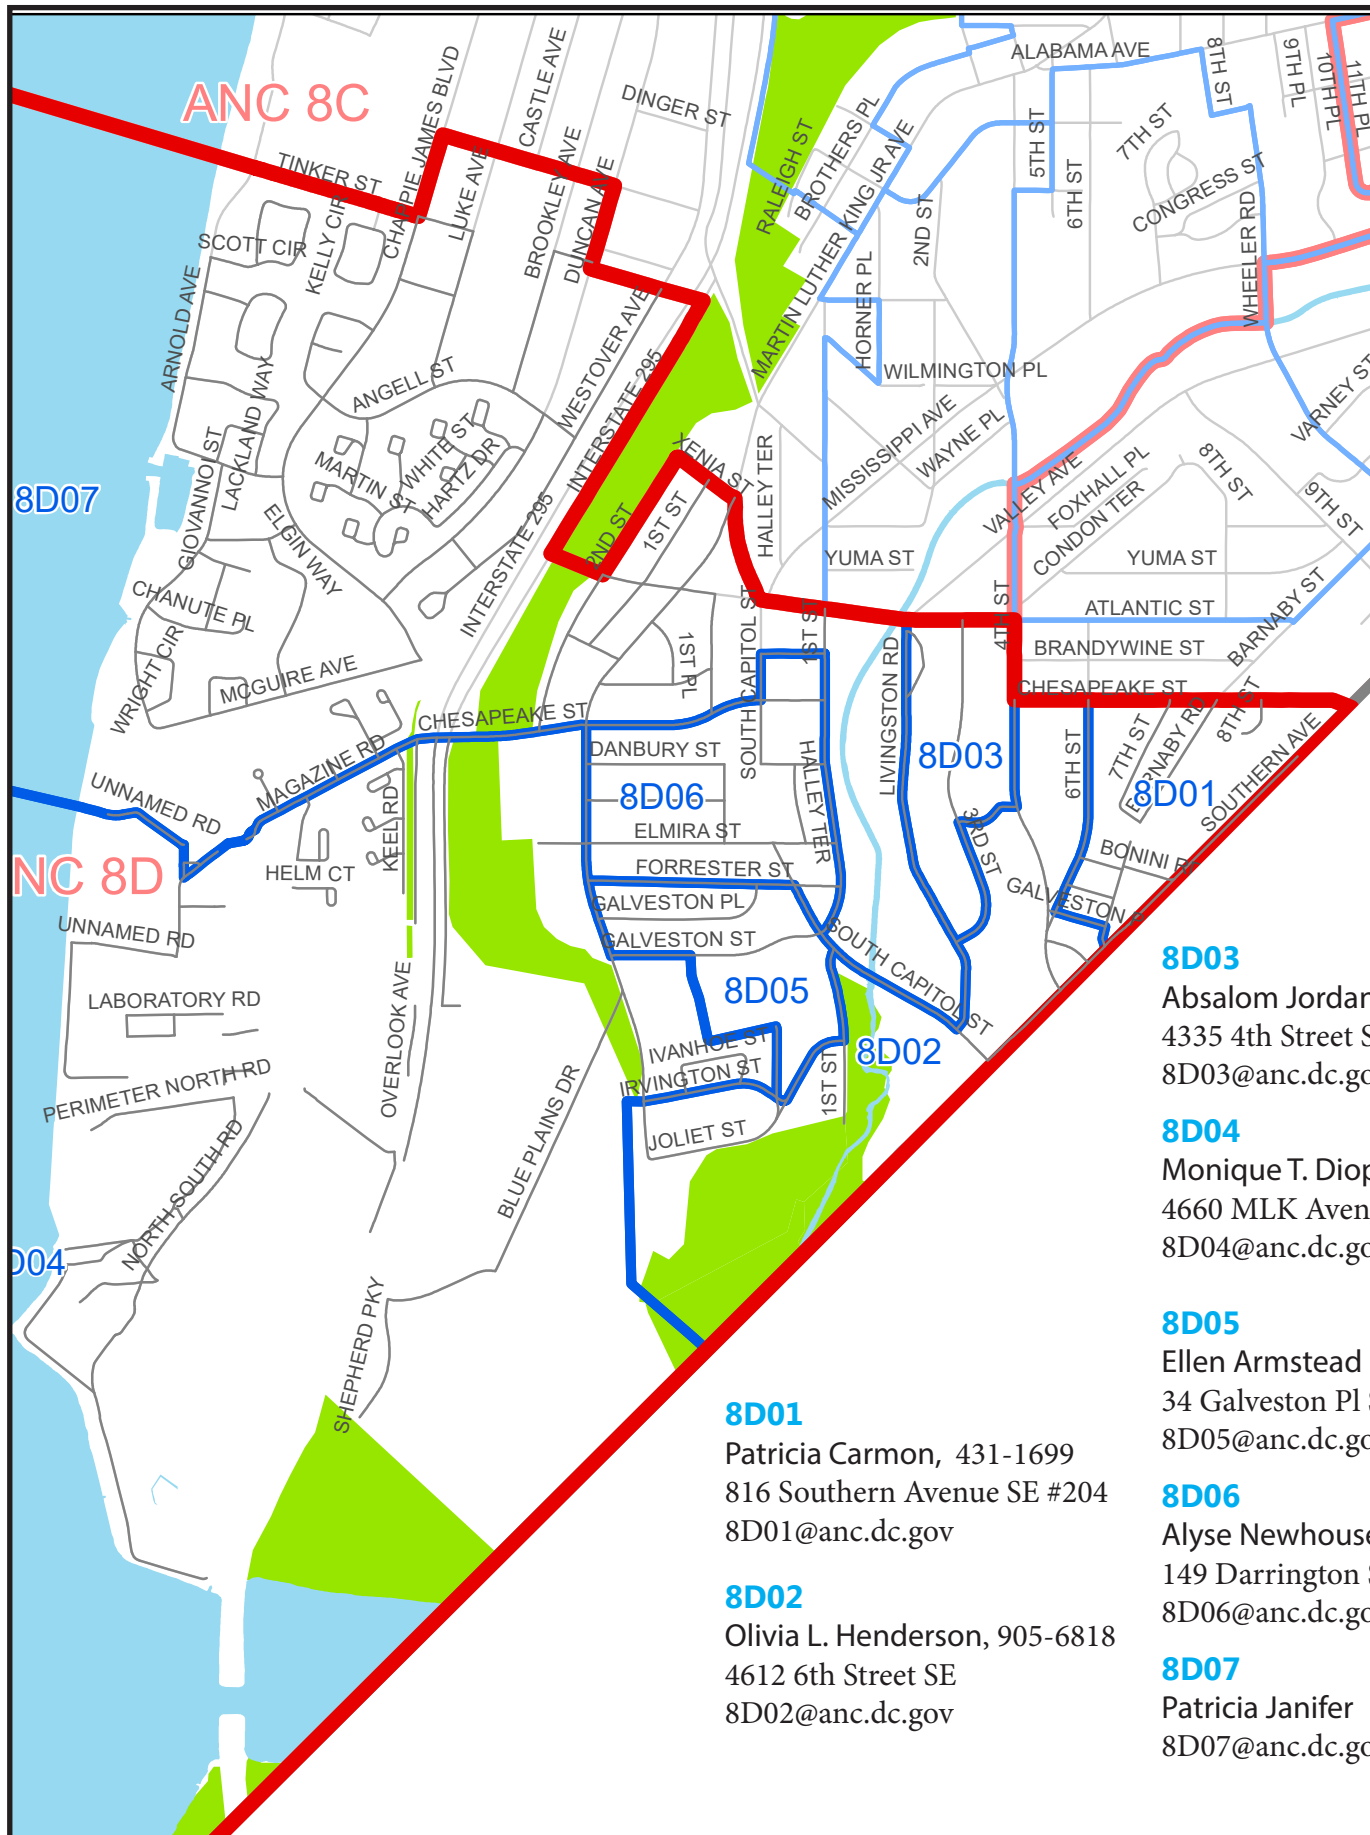 ANC 8C
TINKER ST
CHAPPIE JAMES BLVD
LUKE AVE
CASTLE AVE
BROOKLEY AVE
DUNCAN AVE
DINGER ST
SCOTT CIR
KELLY CIR
ARNOLD AVE
ANGELL ST
WESTOVER AVE
INTERSTATE 295
LACKLAND WAY
GIOVANNOI ST
MARTIN ST
WHITE ST
HARTZ DR
ELGIN WAY
INTERSTATE 295
8D07
CHANUTE PL
WRIGHT CIR
MCGUIRE AVE
RALEIGH ST
BROTHERS PL
MARTIN LUTHER KING JR AVE
2ND ST
HORNER PL
ALABAMA AVE
5TH ST
6TH ST
7TH ST
8TH ST
9TH PL
10TH PL
11TH PL
CONGRESS ST
WHEELER RD
WILMINGTON PL
MISSISSIPPI AVE
WAYNE PL
VARNEY ST
XENIA ST
HALLEY TER
2ND ST
1ST ST
YUMA ST
VALLEY AVE
FOXHALL PL
CONDON TER
8TH ST
9TH ST
YUMA ST
ATLANTIC ST
4TH ST
BARNABY ST
BRANDYWINE ST
CHESAPEAKE ST
1ST PL
SOUTH CAPITOL ST
1ST ST
LIVINGSTON RD
CHESAPEAKE ST
DANBURY ST
8D06
ELMIRA ST
FORRESTER ST
GALVESTON PL
GALVESTON ST
HALLEY TER
8D03
3RD ST
6TH ST
7TH ST
BARNABY RD
8TH ST
8D01
SOUTHERN AVE
BONINI R
GALVESTON P
UNNAMED RD
MAGAZINE RD
KEEL RD
HELM CT
NC 8D
UNNAMED RD
LABORATORY RD
PERIMETER NORTH RD
NORTH SOUTH RD
OVERLOOK AVE
D04
8D05
SOUTH CAPITOL ST
8D02
IVANHOE ST
IRVINGTON ST
1ST ST
JOLIET ST
BLUE PLAINS DR
SHEPHERD PKY
8D01
Patricia Carmon, 431-1699
816 Southern Avenue SE #204
8D01@anc.dc.gov
8D02
Olivia L. Henderson, 905-6818
4612 6th Street SE
8D02@anc.dc.gov
8D03
Absalom Jordan
4335 4th Street S
8D03@anc.dc.go
8D04
Monique T. Diop
4660 MLK Aven
8D04@anc.dc.go
8D05
Ellen Armstead
34 Galveston Pl S
8D05@anc.dc.go
8D06
Alyse Newhouse
149 Darrington S
8D06@anc.dc.go
8D07
Patricia Janifer
8D07@anc.dc.go